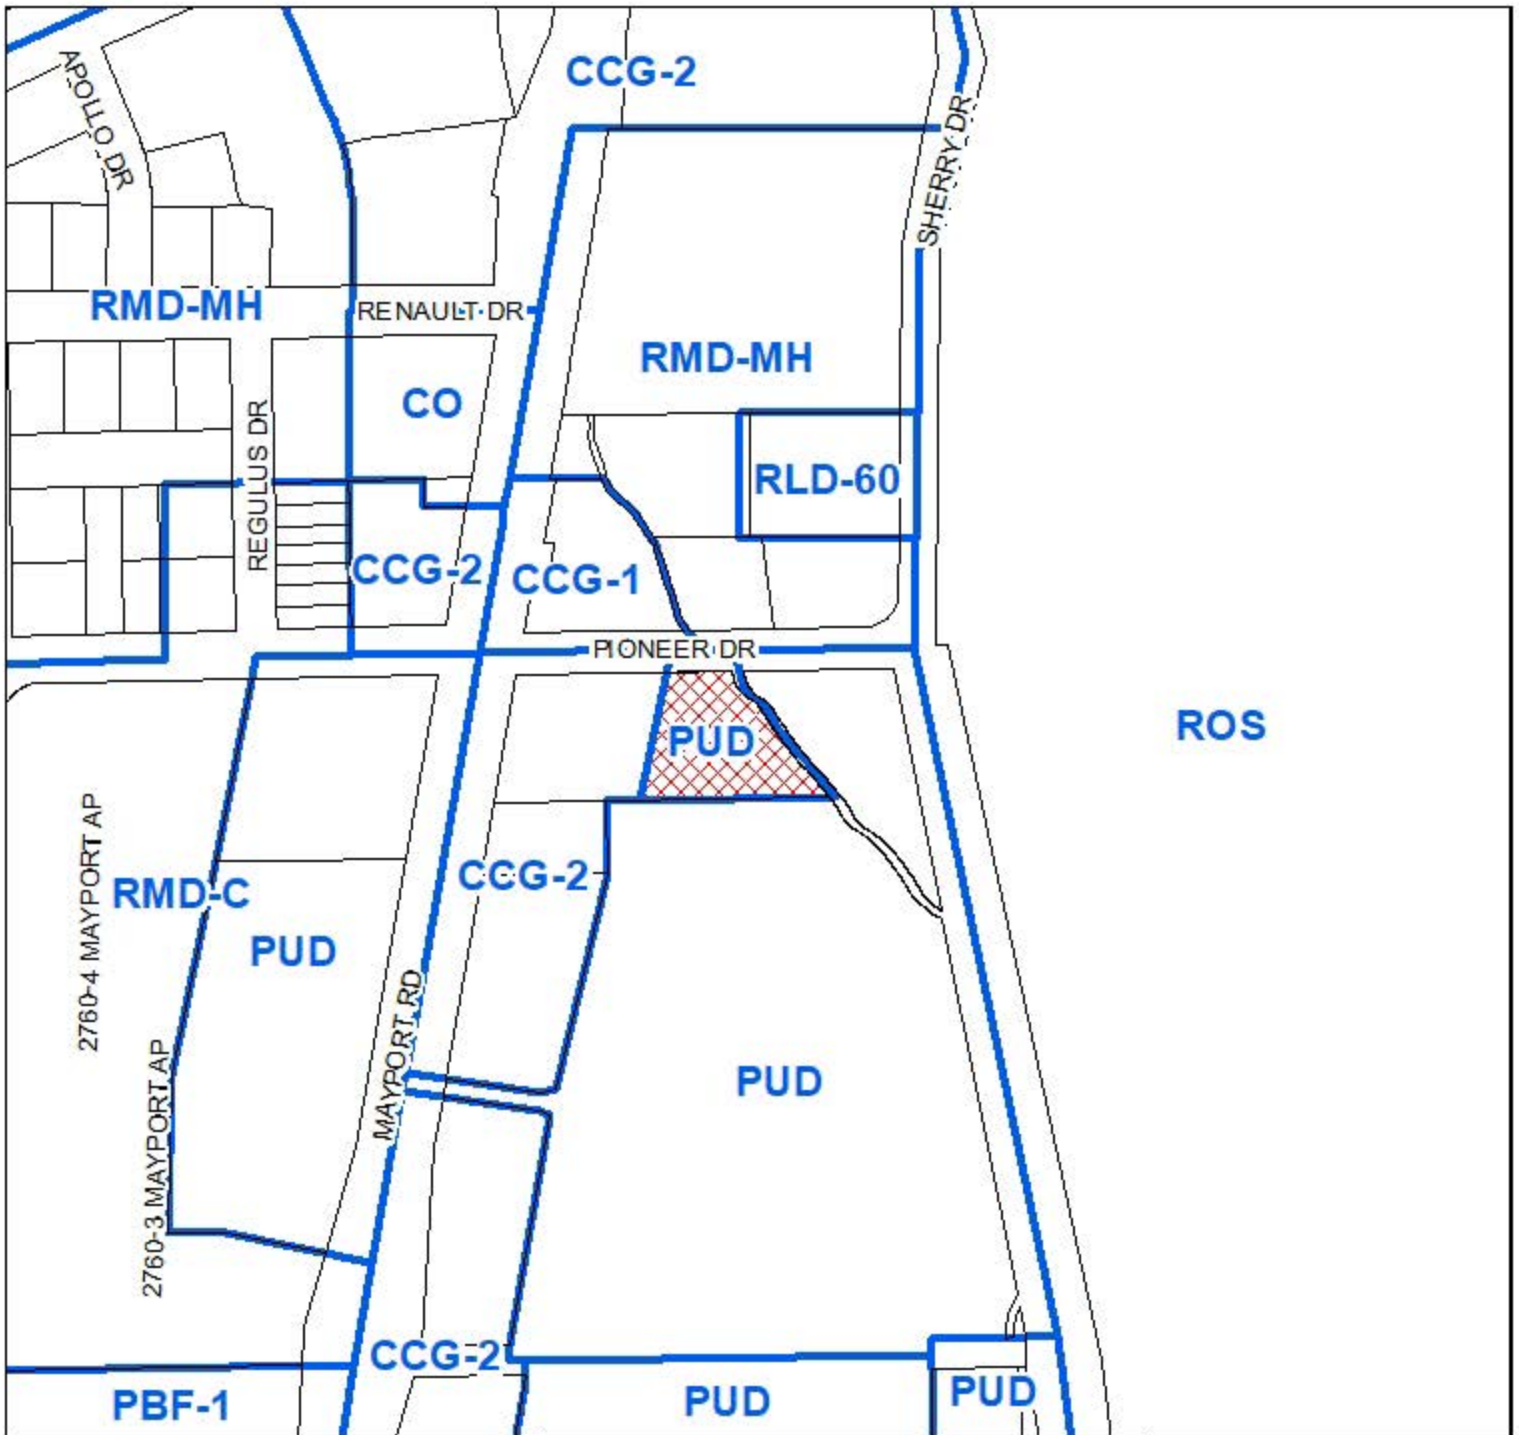 CCG-2
APOLLO DR
SHERRY DR
RMD-MH
RENAULT DR
RMD-MH
CO
REGULUS DR
RLD-60
CCG-2
CCG-1
PIONEER DR
PUD
ROS
2760-4 MAYPORT AP
RMD-C
CCG-2
PUD
MAYPORT RD
PUD
2760-3 MAYPORT AP
CCG-2
PBF-1
PUD
PUD